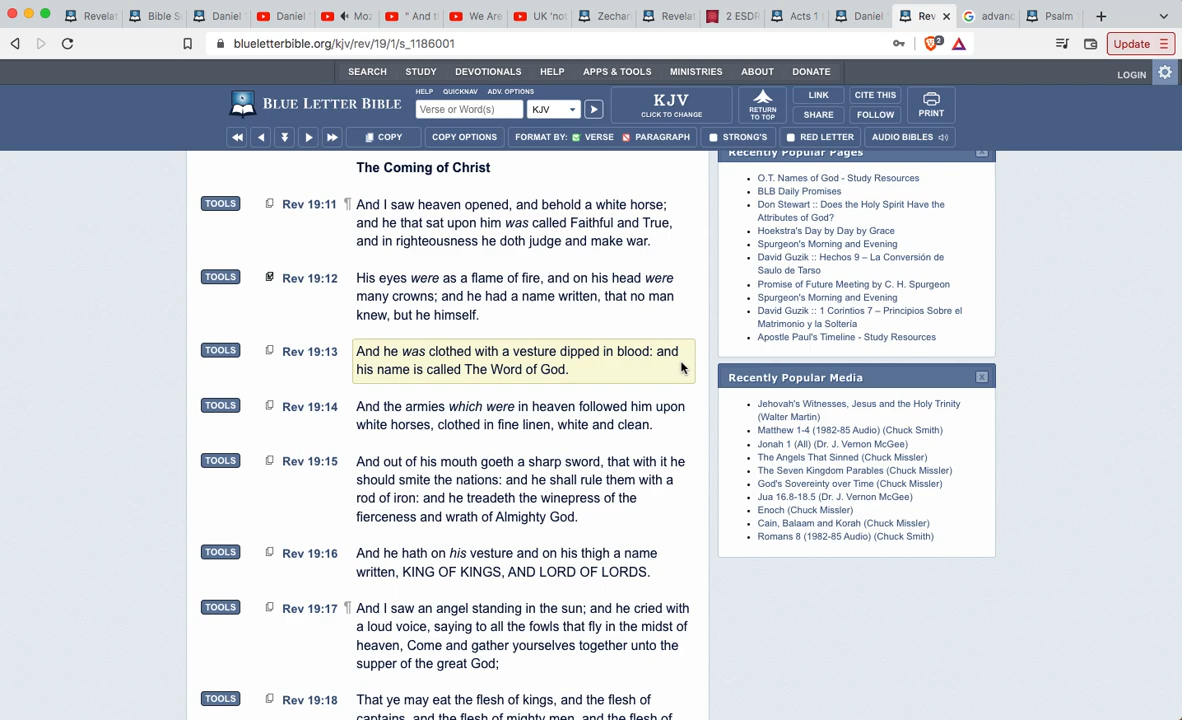 Revelat
Bible S
Daniel
Daniel
Moz
" And th
We Are
UK 'not
Zechar
Revelat
2 ESDR
Acts 1
Daniel
Rev
advanc
Psalm
blueletterbible.org/kjv/rev/19/1/s_1186001
2
Update
SEARCH STUDY DEVOTIONALS HELP APPS & TOOLS MINISTRIES ABOUT DONATE
LOGIN
BLUE LETTER BIBLE
HELP QUICKNAV ADV. OPTIONS
Verse or Word(s)
KJV
KJV
CLICK TO CHANGE
RETURN
TO TOP
LINK
CITE THIS
SHARE
FOLLOW
PRINT
COPY
COPY OPTIONS
FORMAT BY: VERSE PARAGRAPH
STRONG'S
RED LETTER
AUDIO BIBLES
The Coming of Christ
TOOLS
Rev 19:11 ¶ And I saw heaven opened, and behold a white horse;
and he that sat upon him was called Faithful and True,
and in righteousness he doth judge and make war.
TOOLS
Rev 19:12 His eyes were as a flame of fire, and on his head were
many crowns; and he had a name written, that no man
knew, but he himself.
TOOLS
Rev 19:13 And he was clothed with a vesture dipped in blood: and
his name is called The Word of God.
TOOLS
Rev 19:14 And the armies which were in heaven followed him upon
white horses, clothed in fine linen, white and clean.
TOOLS
Rev 19:15 And out of his mouth goeth a sharp sword, that with it he
should smite the nations: and he shall rule them with a
rod of iron: and he treadeth the winepress of the
fierceness and wrath of Almighty God.
TOOLS
Rev 19:16 And he hath on his vesture and on his thigh a name
written, KING OF KINGS, AND LORD OF LORDS.
TOOLS
Rev 19:17 ¶ And I saw an angel standing in the sun; and he cried with
a loud voice, saying to all the fowls that fly in the midst of
heaven, Come and gather yourselves together unto the
supper of the great God;
TOOLS
Rev 19:18 That ye may eat the flesh of kings, and the flesh of
captains, and the flesh of mighty men, and the flesh of
Recently Popular Pages
O.T. Names of God - Study Resources
BLB Daily Promises
Don Stewart :: Does the Holy Spirit Have the
Attributes of God?
Hoekstra's Day by Day by Grace
Spurgeon's Morning and Evening
David Guzik :: Hechos 9 – La Conversión de
Saulo de Tarso
Promise of Future Meeting by C. H. Spurgeon
Spurgeon's Morning and Evening
David Guzik :: 1 Corintios 7 – Principios Sobre el
Matrimonio y la Soltería
Apostle Paul's Timeline - Study Resources
Recently Popular Media
Jehovah's Witnesses, Jesus and the Holy Trinity
(Walter Martin)
Matthew 1-4 (1982-85 Audio) (Chuck Smith)
Jonah 1 (All) (Dr. J. Vernon McGee)
The Angels That Sinned (Chuck Missler)
The Seven Kingdom Parables (Chuck Missler)
God's Sovereinty over Time (Chuck Missler)
Jua 16.8-18.5 (Dr. J. Vernon McGee)
Enoch (Chuck Missler)
Cain, Balaam and Korah (Chuck Missler)
Romans 8 (1982-85 Audio) (Chuck Smith)